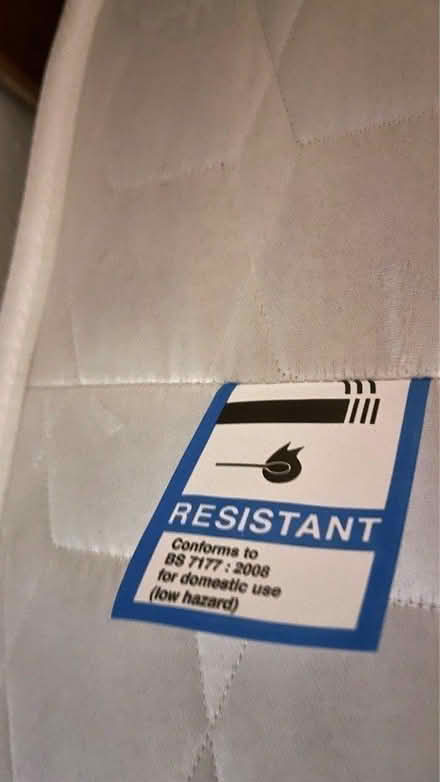 RESISTANT
Conforms to
BS 7177 : 2008
for domestic use
(low hazard)